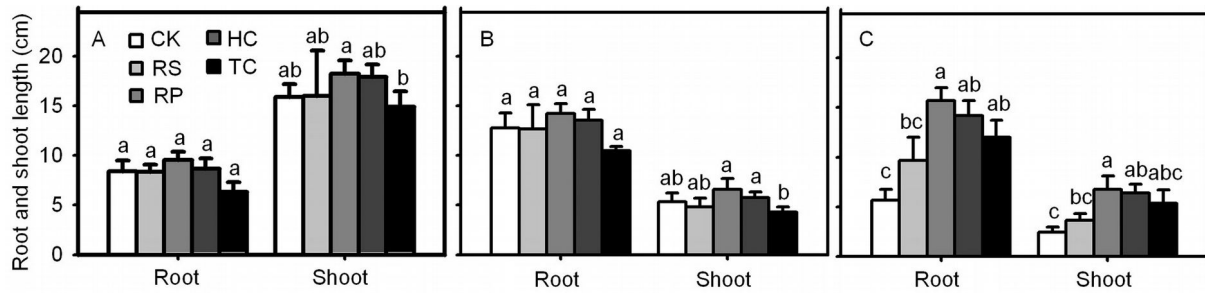 Root and shoot length (cm)
20
15
10
5
0
A
CK
RS
RP
HC
TC
a a a a a
ab ab a ab b
Root Shoot
B
a a a a a
ab ab a a b
Root Shoot
C
c bc a ab ab
c bc a ab abc
Root Shoot